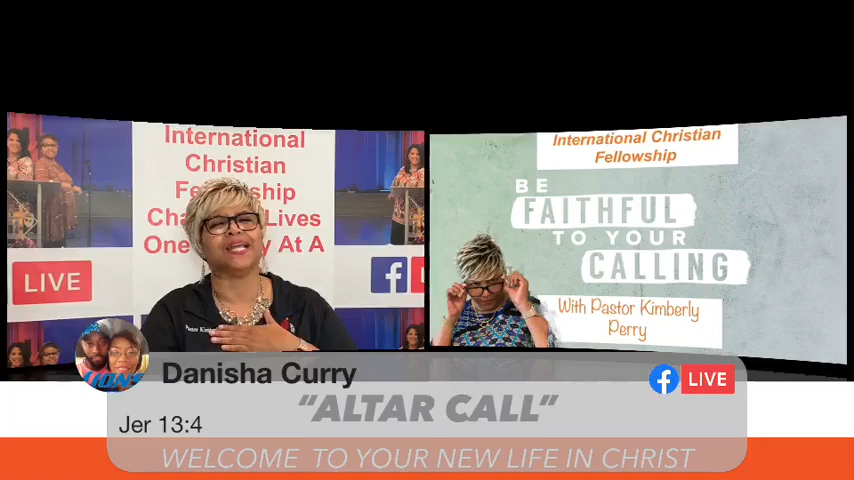 International
Christian
Fellowship
Lives
One At A
LIVE
f
Pastor
International Christian
Fellowship
BE
FAITHFUL
TO YOUR
CALLING
With Pastor Kimberly
Perry
Danisha Curry
f LIVE
"ALTAR CALL"
Jer 13:4
WELCOME TO YOUR NEW LIFE IN CHRIST